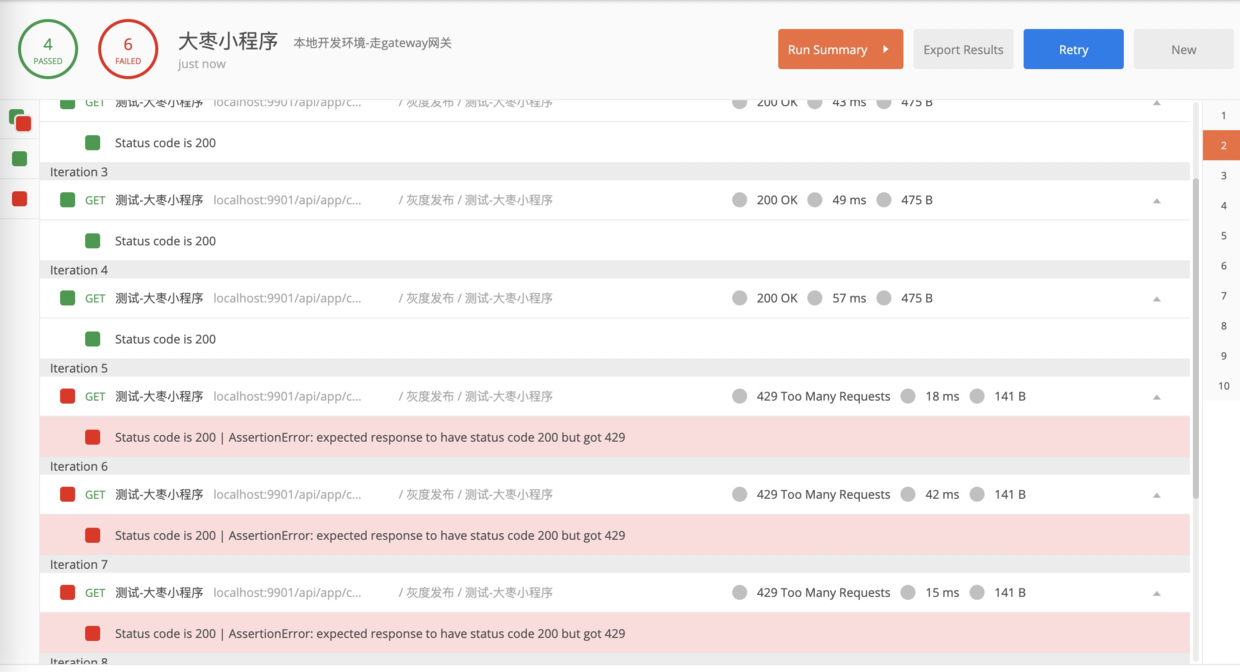 4
PASSED
6
FAILED
大枣小程序 本地开发环境-走gateway网关
just now
Run Summary
Export Results
Retry
New
GET 测试-大枣小程序 localhost:9901/api/app/c... / 灰度发布 / 测试-大枣小程序 200 OK 43 ms 475 B
Status code is 200
Iteration 3
GET 测试-大枣小程序 localhost:9901/api/app/c... / 灰度发布 / 测试-大枣小程序 200 OK 49 ms 475 B
Status code is 200
Iteration 4
GET 测试-大枣小程序 localhost:9901/api/app/c... / 灰度发布 / 测试-大枣小程序 200 OK 57 ms 475 B
Status code is 200
Iteration 5
GET 测试-大枣小程序 localhost:9901/api/app/c... / 灰度发布 / 测试-大枣小程序 429 Too Many Requests 18 ms 141 B
Status code is 200 | AssertionError: expected response to have status code 200 but got 429
Iteration 6
GET 测试-大枣小程序 localhost:9901/api/app/c... / 灰度发布 / 测试-大枣小程序 429 Too Many Requests 42 ms 141 B
Status code is 200 | AssertionError: expected response to have status code 200 but got 429
Iteration 7
GET 测试-大枣小程序 localhost:9901/api/app/c... / 灰度发布 / 测试-大枣小程序 429 Too Many Requests 15 ms 141 B
Status code is 200 | AssertionError: expected response to have status code 200 but got 429
Iteration 8
1
2
3
4
5
6
7
8
9
10